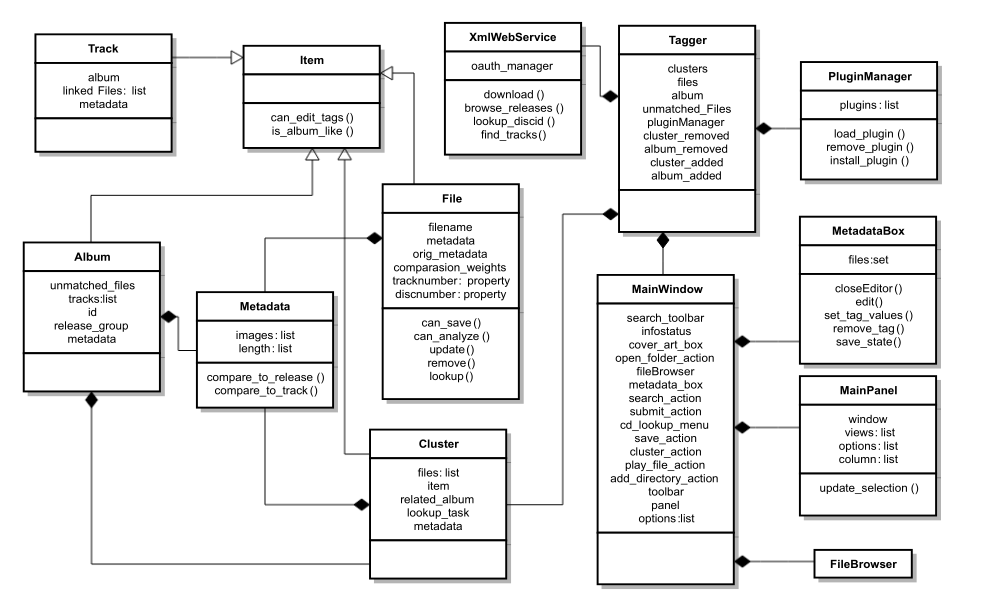 Track
album
linked Files: list
metadata
Item
can_edit_tags()
is_album_like ()
XmlWebService
oauth_manager
download ()
browse_releases ()
lookup_discid ()
find_tracks()
Tagger
clusters
files
album
unmatched_Files
pluginManager
cluster_removed
album_removed
cluster_added
album_added
PluginManager
plugins: list
load_plugin ()
remove_plugin ()
install_plugin ()
File
filename
metadata
orig_metadata
comparasion_weights
tracknumber: property
discnumber: property
can_save()
can_analyze ()
update()
remove()
lookup()
Album
unmatched_files
tracks:list
id
release_group
metadata
Metadata
images: list
length: list
compare_to_release ()
compare_to_track()
MetadataBox
files:set
closeEditor()
edit()
set_tag_values()
remove_tag()
save_state()
MainWindow
search_toolbar
infostatus
cover_art_box
open_folder_action
fileBrowser
metadata_box
search_action
submit_action
cd_lookup_menu
save_action
cluster_action
play_file_action
add_directory_action
toolbar
panel
options:list
MainPanel
window
views: list
options: list
column: list
update_selection ()
Cluster
files: list
item
related_album
lookup_task
metadata
FileBrowser